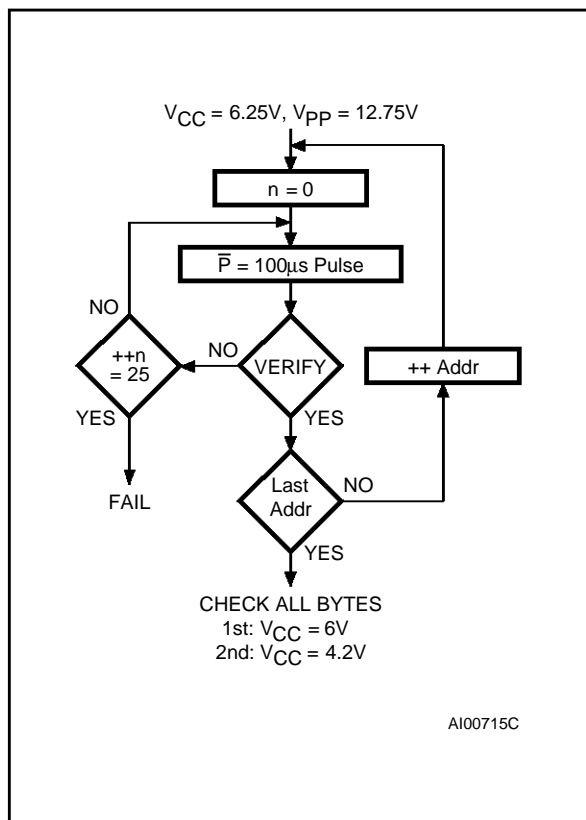 VCC = 6.25V, VPP = 12.75V
n = 0
P̅ = 100µs Pulse
NO
++n
= 25
NO
VERIFY
++ Addr
YES
YES
Last
Addr
NO
FAIL
YES
CHECK ALL BYTES
1st: VCC = 6V
2nd: VCC = 4.2V
AI00715C